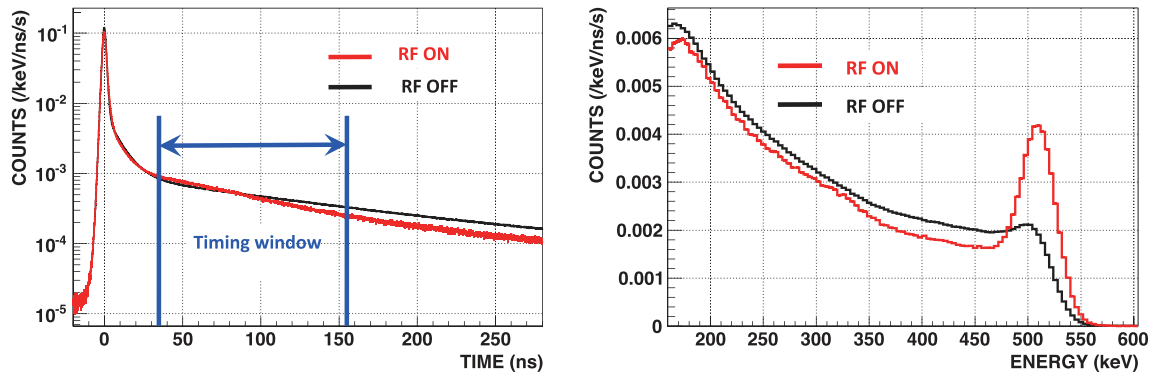 COUNTS (/keV/ns/s)
10⁻¹
10⁻²
10⁻³
10⁻⁴
10⁻⁵
RF ON
RF OFF
Timing window
0 50 100 150 200 250
TIME (ns)
COUNTS (/keV/ns/s)
0.006
0.005
0.004
0.003
0.002
0.001
0
RF ON
RF OFF
200 250 300 350 400 450 500 550 600
ENERGY (keV)